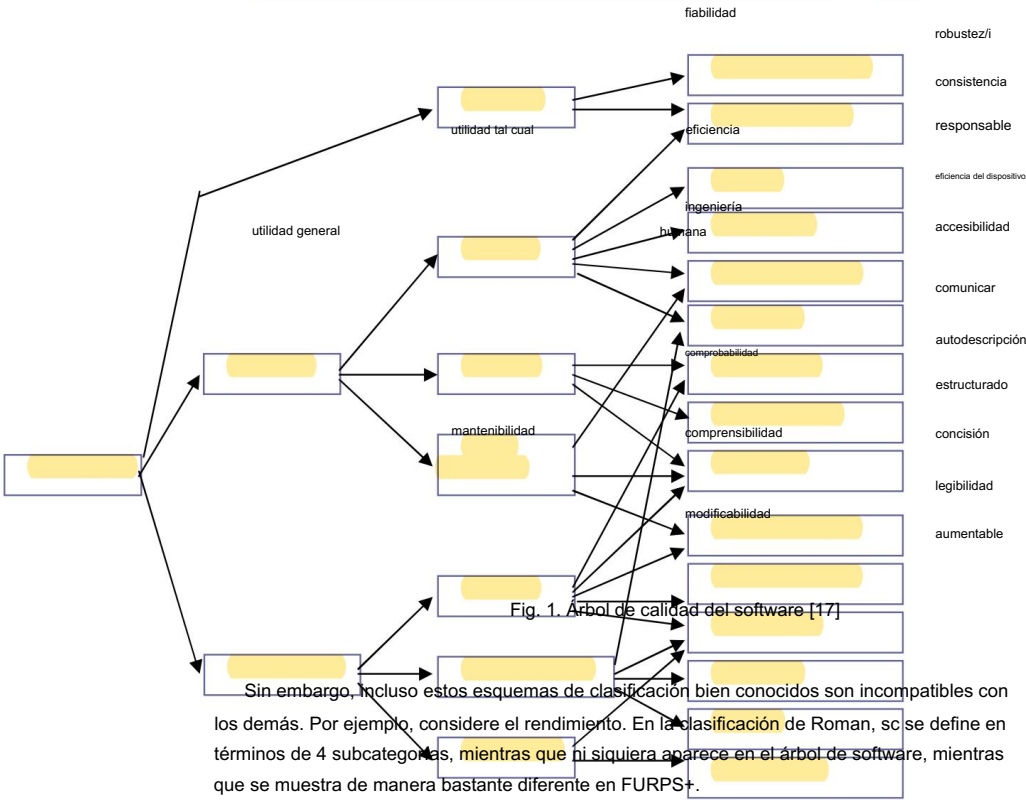 fiabilidad
robustez/i
consistencia
utilidad tal cual
eficiencia
responsable
eficiencia del dispositivo
ingeniería
humana
utilidad general
accesibilidad
comunicar
autodescripción
comprobabilidad
estructurado
mantenibilidad
comprensibilidad
concisión
legibilidad
modificabilidad
aumentable
Fig. 1. Árbol de calidad del software [17]
Sin embargo, incluso estos esquemas de clasificación bien conocidos son incompatibles con
los demás. Por ejemplo, considere el rendimiento. En la clasificación de Roman, sc se define en
términos de 4 subcategorías, mientras que ni siquiera aparece en el árbol de software, mientras
que se muestra de manera bastante diferente en FURPS+.